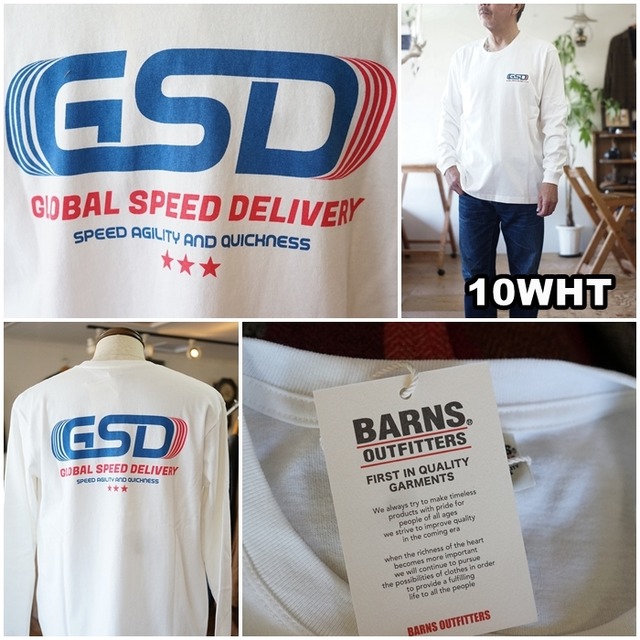 GSD
GLOBAL SPEED DELIVERY
SPEED AGILITY AND QUICKNESS
GSD
10WHT
GSD
GLOBAL SPEED DELIVERY
SPEED AGILITY AND QUICKNESS
BARNS®
OUTFITTERS
FIRST IN QUALITY
GARMENTS
We always try to make timeless
products with pride for
people of all ages
we strive to improve quality
in the coming era
when the richness of the heart
becomes more important
we will continue to pursue
the possibilities of clothes in order
to provide a fulfilling
life to all the people
BARNS OUTFITTERS